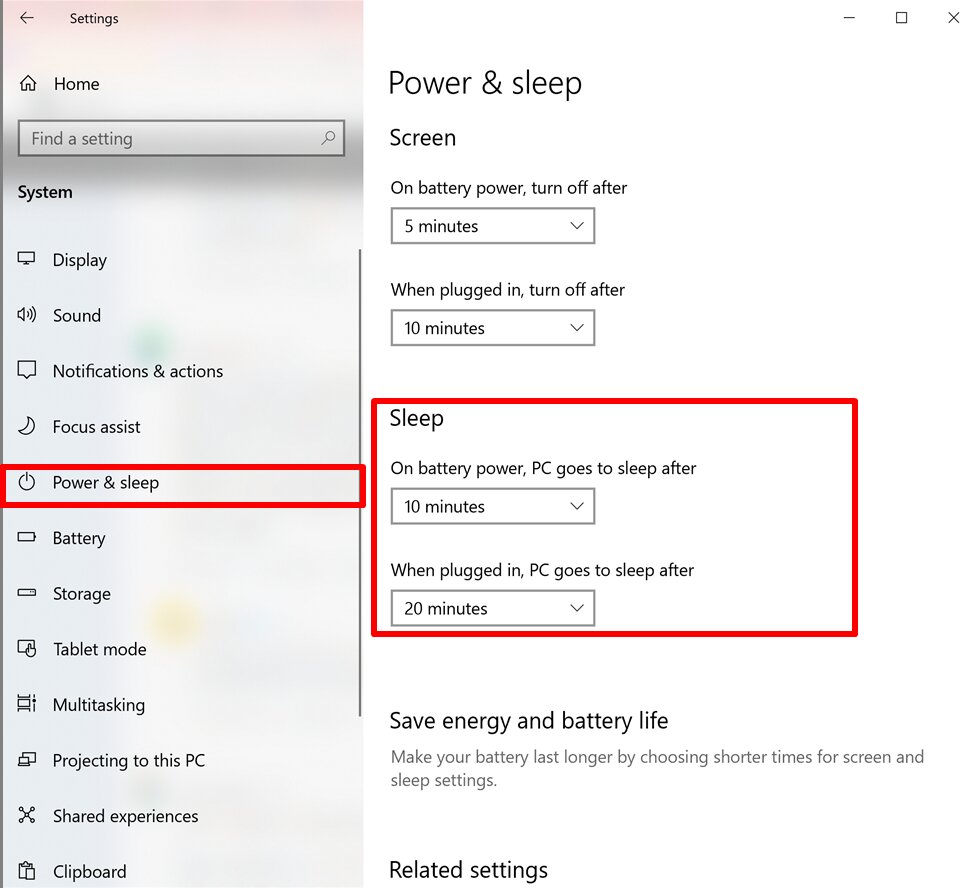 Settings
Home
Find a setting
System
Display
Sound
Notifications & actions
Focus assist
Power & sleep
Battery
Storage
Tablet mode
Multitasking
Projecting to this PC
Shared experiences
Clipboard
Power & sleep
Screen
On battery power, turn off after
5 minutes
When plugged in, turn off after
10 minutes
Sleep
On battery power, PC goes to sleep after
10 minutes
When plugged in, PC goes to sleep after
20 minutes
Save energy and battery life
Make your battery last longer by choosing shorter times for screen and
sleep settings.
Related settings